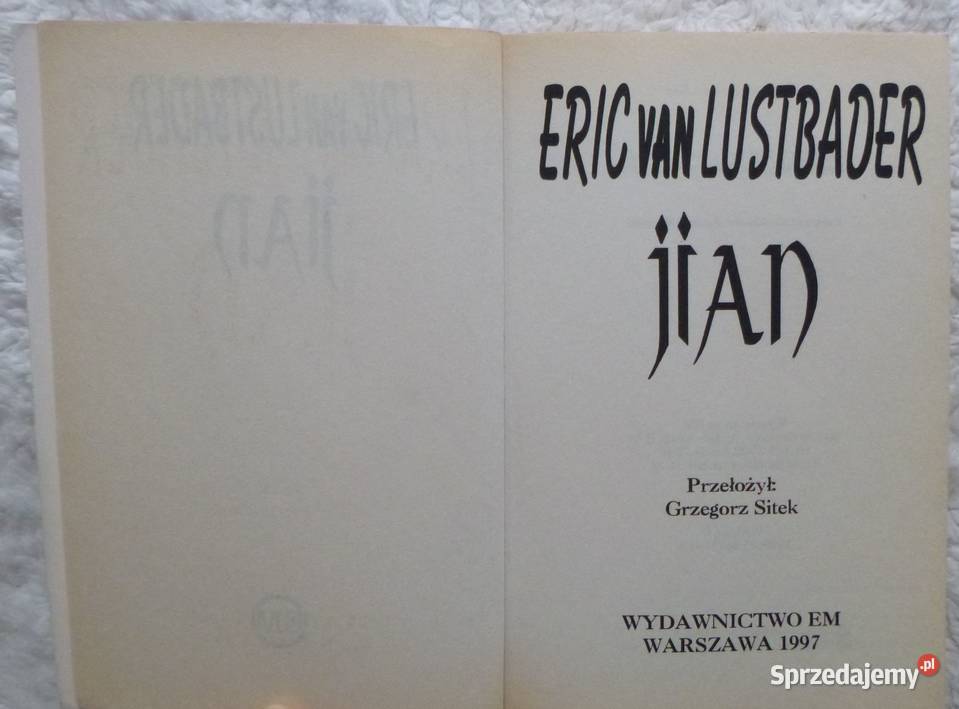 ERIC VAN LUSTBADER
jian
Przełożył:
Grzegorz Sitek
WYDAWNICTWO EM
WARSZAWA 1997
Sprzedajemy.pl